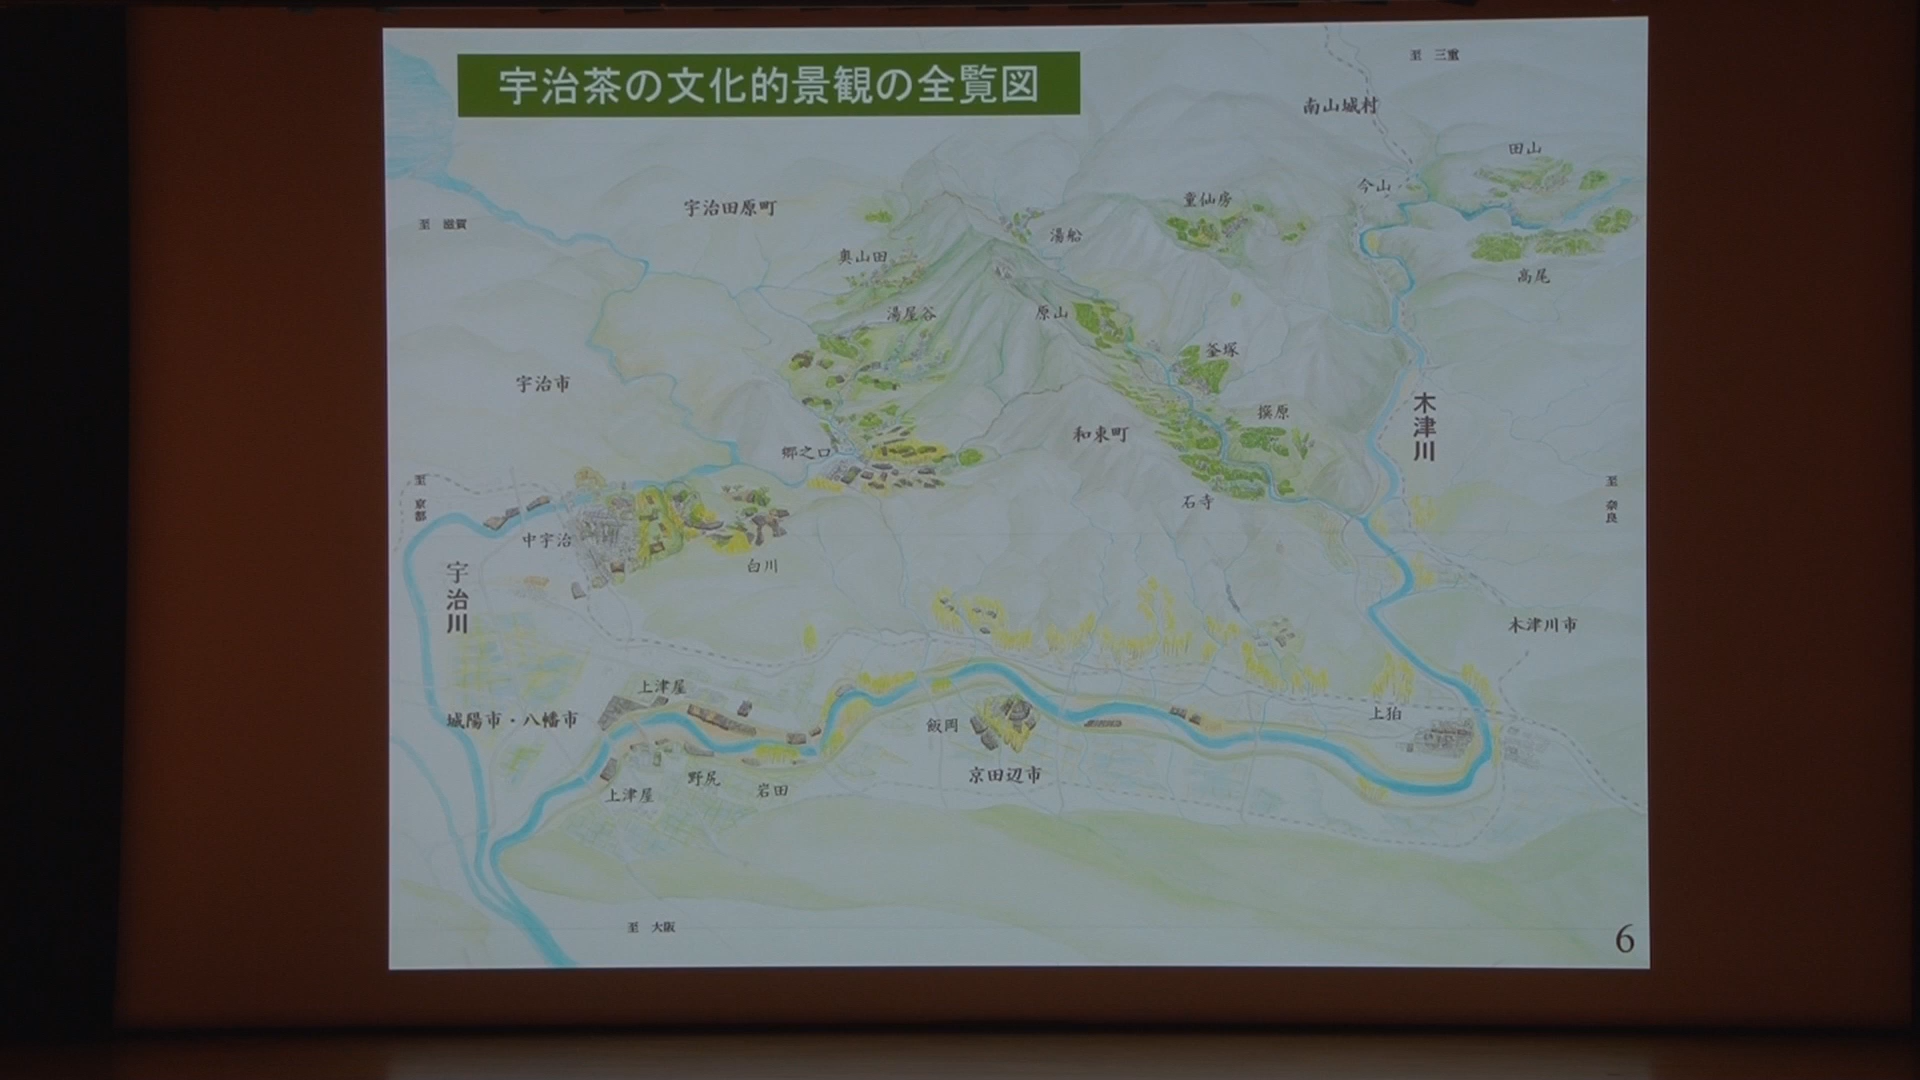 宇治茶の文化的景観の全覧図
至 三重
南山城村
田山
今山
至 滋賀
宇治田原町
童仙房
湯船
奥山田
高尾
湯屋谷
原山
釜塚
宇治市
撰原
木津川
和束町
郷之口
至 京都
石寺
至 奈良
中宇治
白川
宇治川
木津川市
上津屋
城陽市・八幡市
飯岡
上狛
野尻
京田辺市
上津屋
岩田
至 大阪
6